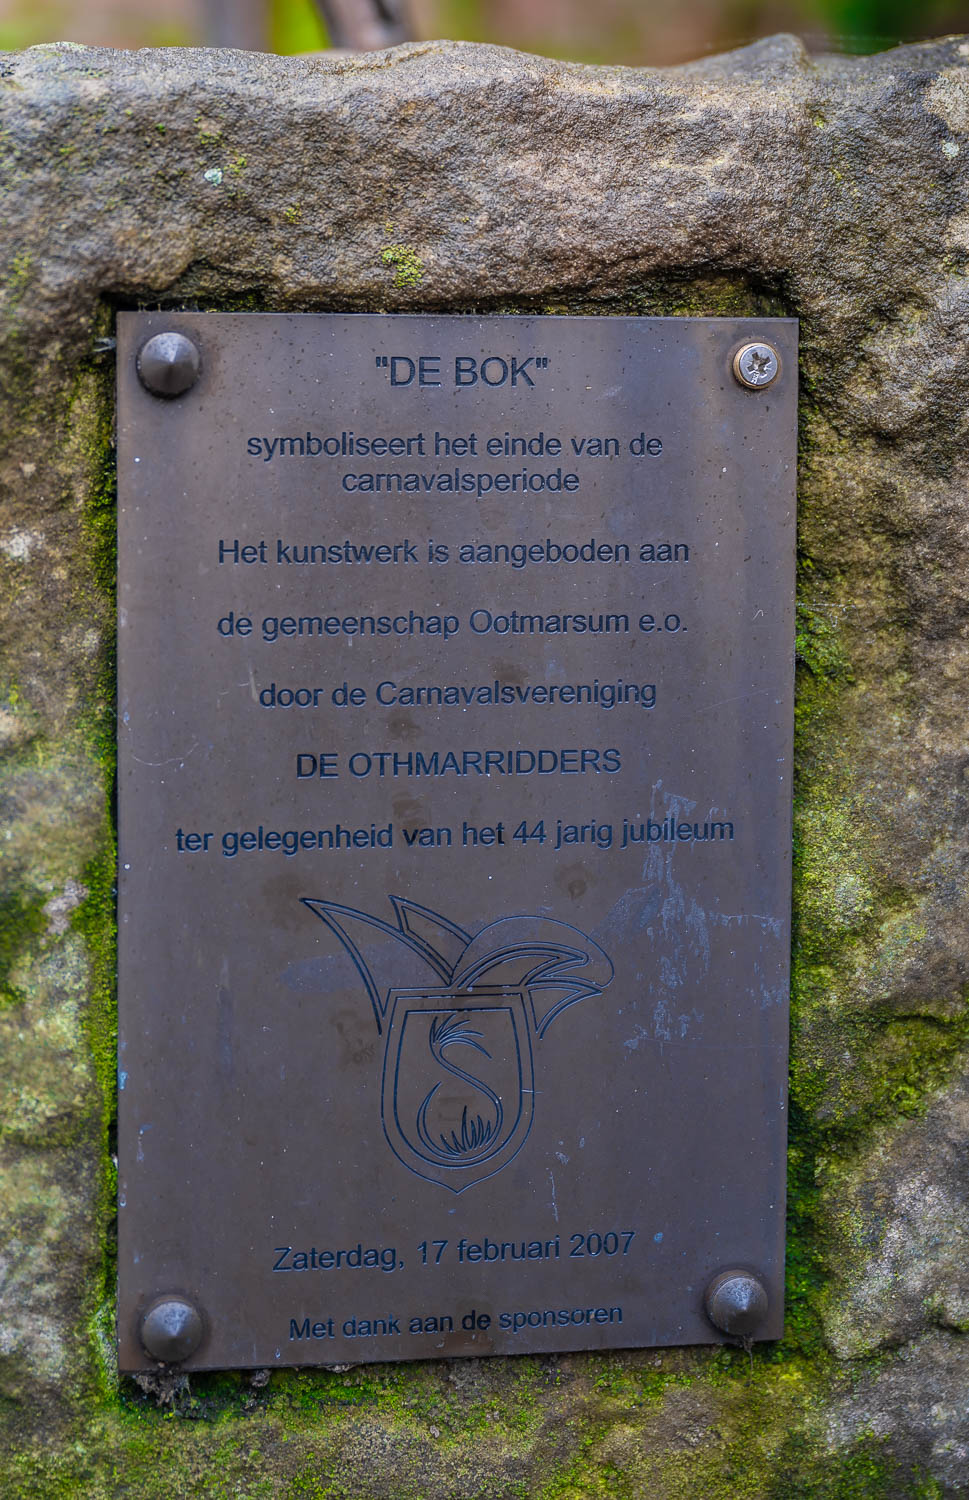 "DE BOK"
symboliseert het einde van de
carnavalsperiode
Het kunstwerk is aangeboden aan
de gemeenschap Ootmarsum e.o.
door de Carnavalsvereniging
DE OTHMARRIDDERS
ter gelegenheid van het 44 jarig jubileum
Zaterdag, 17 februari 2007
Met dank aan de sponsoren